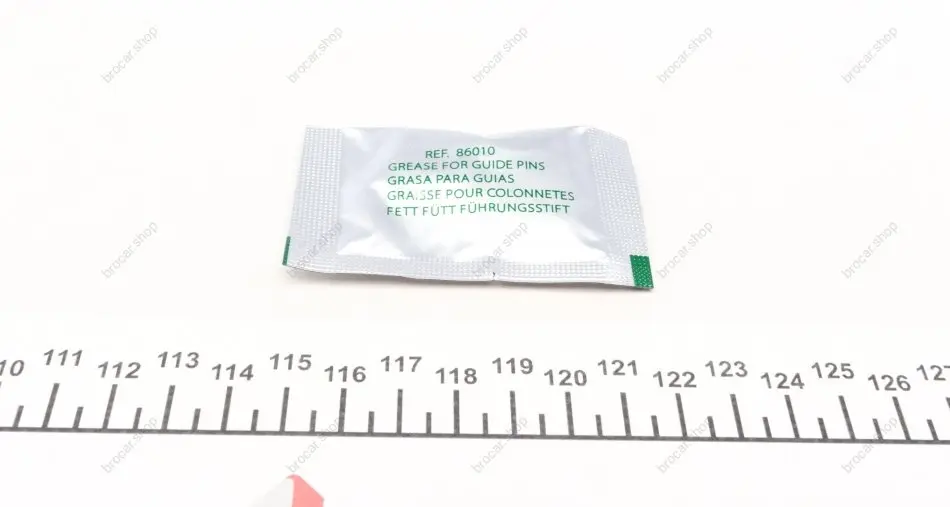 brocar.shop brocar.shop brocar.shop brocar.shop brocar.shop
REF. 86010
GREASE FOR GUIDE PINS
GRASA PARA GUIAS
GRAISSE POUR COLONNETES
FETT FÜTT FÜHRUNGSSTIFT
brocar.shop brocar.shop brocar.shop brocar.shop brocar.shop
10 111 112 113 114 115 116 117 118 119 120 121 122 123 124 125 126 127
brocar.shop brocar.shop brocar.shop brocar.shop brocar.shop